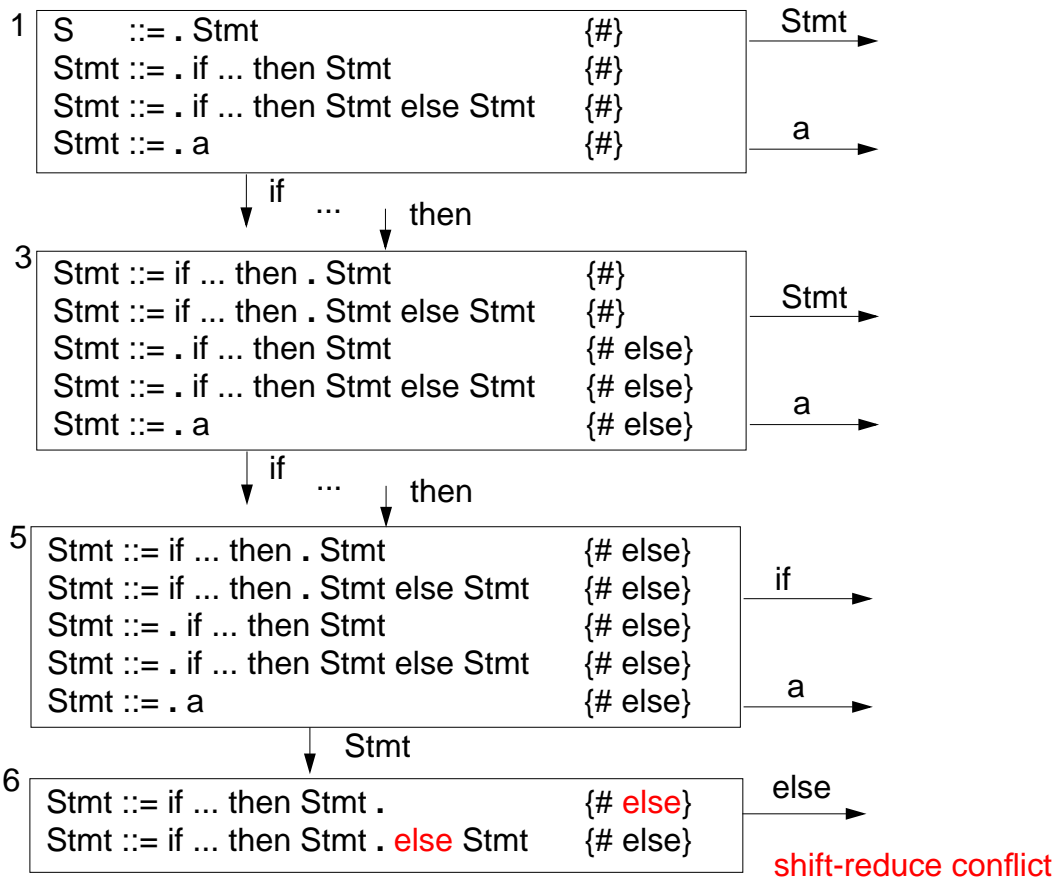 1
S ::= . Stmt {#}
Stmt ::= . if ... then Stmt {#}
Stmt ::= . if ... then Stmt else Stmt {#}
Stmt ::= . a {#}
Stmt
a
if ... then
3
Stmt ::= if ... then . Stmt {#}
Stmt ::= if ... then . Stmt else Stmt {#}
Stmt ::= . if ... then Stmt {# else}
Stmt ::= . if ... then Stmt else Stmt {# else}
Stmt ::= . a {# else}
Stmt
a
if ... then
5
Stmt ::= if ... then . Stmt {# else}
Stmt ::= if ... then . Stmt else Stmt {# else}
Stmt ::= . if ... then Stmt {# else}
Stmt ::= . if ... then Stmt else Stmt {# else}
Stmt ::= . a {# else}
if
a
Stmt
6
Stmt ::= if ... then Stmt . {# else}
Stmt ::= if ... then Stmt . else Stmt {# else}
else
shift-reduce conflict